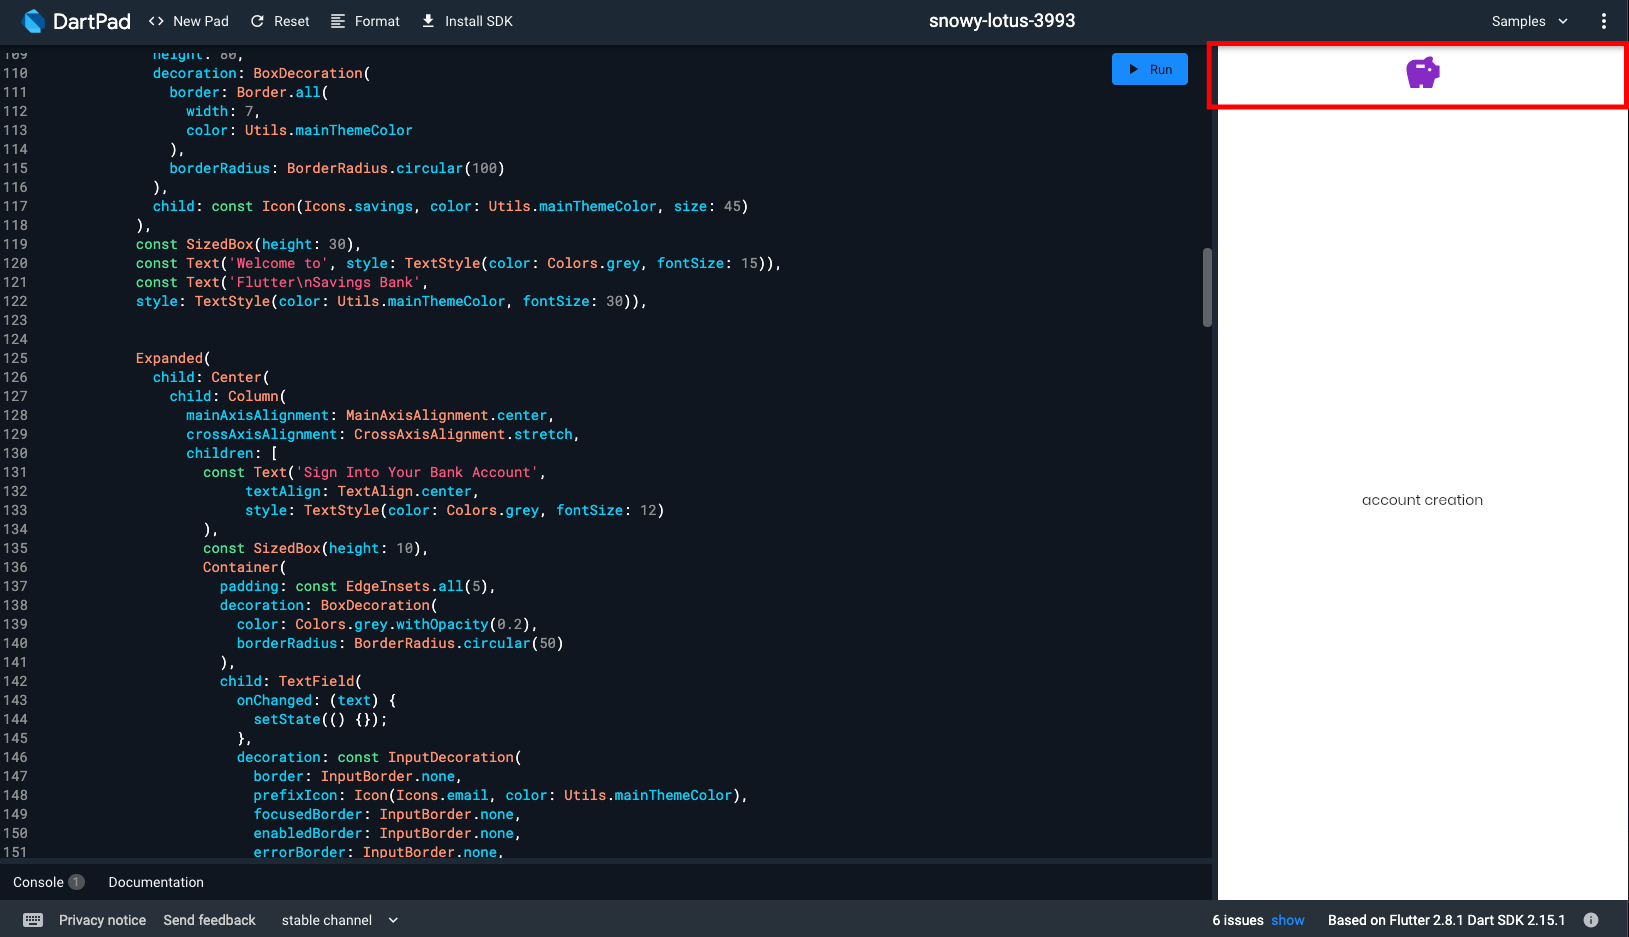 DartPad
New Pad
Reset
Format
Install SDK
snowy-lotus-3993
Samples
109 height: 80,
110 decoration: BoxDecoration(
111 border: Border.all(
112 width: 7,
113 color: Utils.mainThemeColor
114 ),
115 borderRadius: BorderRadius.circular(100)
116 ),
117 child: const Icon(Icons.savings, color: Utils.mainThemeColor, size: 45)
118 ),
119 const SizedBox(height: 30),
120 const Text('Welcome to', style: TextStyle(color: Colors.grey, fontSize: 15)),
121 const Text('Flutter\nSavings Bank',
122 style: TextStyle(color: Utils.mainThemeColor, fontSize: 30)),
123
124
125 Expanded(
126 child: Center(
127 child: Column(
128 mainAxisAlignment: MainAxisAlignment.center,
129 crossAxisAlignment: CrossAxisAlignment.stretch,
130 children: [
131 const Text('Sign Into Your Bank Account',
132 textAlign: TextAlign.center,
133 style: TextStyle(color: Colors.grey, fontSize: 12)
134 ),
135 const SizedBox(height: 10),
136 Container(
137 padding: const EdgeInsets.all(5),
138 decoration: BoxDecoration(
139 color: Colors.grey.withOpacity(0.2),
140 borderRadius: BorderRadius.circular(50)
141 ),
142 child: TextField(
143 onChanged: (text) {
144 setState(() {});
145 },
146 decoration: const InputDecoration(
147 border: InputBorder.none,
148 prefixIcon: Icon(Icons.email, color: Utils.mainThemeColor),
149 focusedBorder: InputBorder.none,
150 enabledBorder: InputBorder.none,
151 errorBorder: InputBorder.none,
Run
account creation
Console 1
Documentation
Privacy notice
Send feedback
stable channel
6 issues show
Based on Flutter 2.8.1 Dart SDK 2.15.1